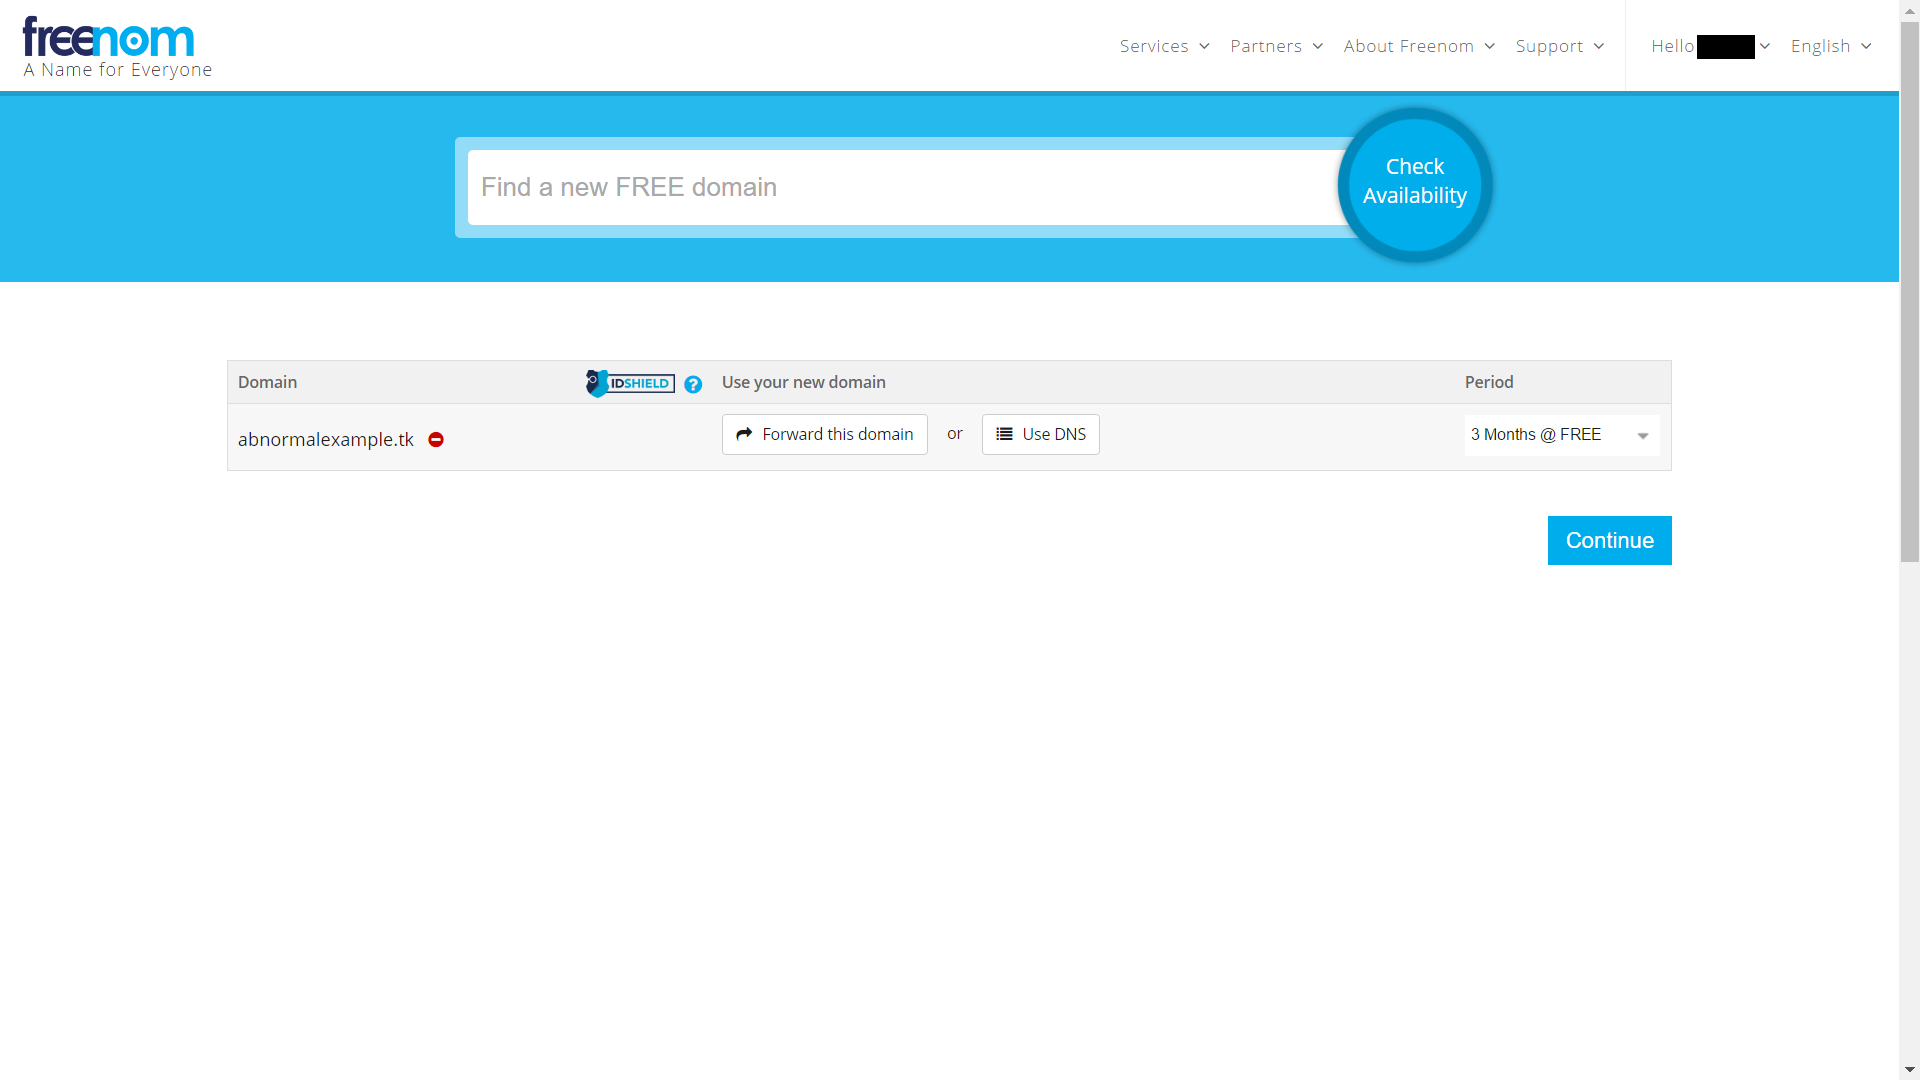 freenom
A Name for Everyone
Services Partners About Freenom Support Hello English
Find a new FREE domain
Check
Availability
Domain IDSHIELD ? Use your new domain Period
abnormalexample.tk Forward this domain or Use DNS 3 Months @ FREE
Continue